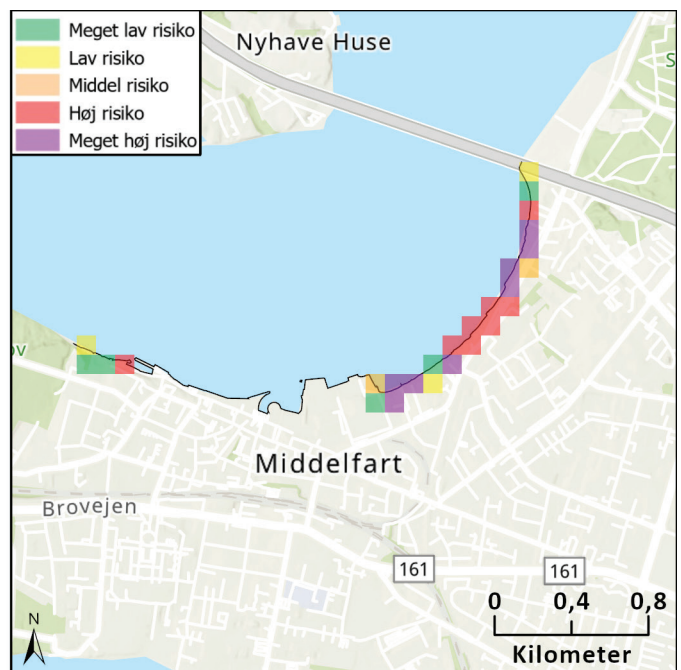 Meget lav risiko
Lav risiko
Middel risiko
Høj risiko
Meget høj risiko
Nyhave Huse
S
ov
Middelfart
Brovejen
161
161
0 0,4 0,8
Kilometer
N